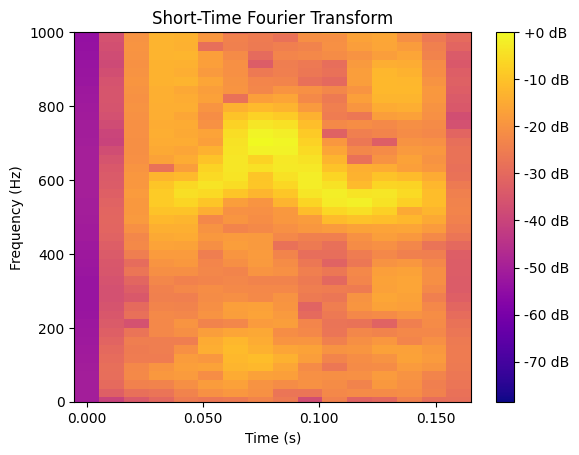 Short-Time Fourier Transform
1000
800
600
400
200
0
Frequency (Hz)
0.000
0.050
0.100
0.150
Time (s)
+0 dB
-10 dB
-20 dB
-30 dB
-40 dB
-50 dB
-60 dB
-70 dB